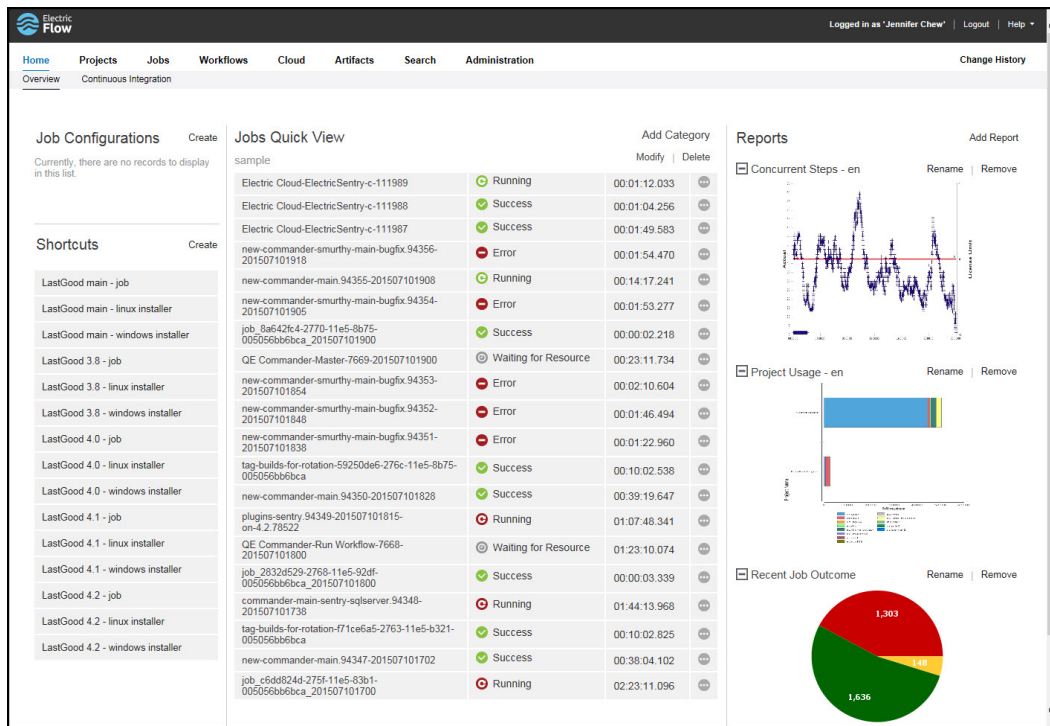 Electric
Flow
Logged in as 'Jennifer Chew' | Logout | Help
Home Projects Jobs Workflows Cloud Artifacts Search Administration Change History
Overview Continuous Integration
Job Configurations Create
Currently, there are no records to display
in this list.
Shortcuts Create
LastGood main - job
LastGood main - linux installer
LastGood main - windows installer
LastGood 3.8 - job
LastGood 3.8 - linux installer
LastGood 3.8 - windows installer
LastGood 4.0 - job
LastGood 4.0 - linux installer
LastGood 4.0 - windows installer
LastGood 4.1 - job
LastGood 4.1 - linux installer
LastGood 4.1 - windows installer
LastGood 4.2 - job
LastGood 4.2 - linux installer
LastGood 4.2 - windows installer
Jobs Quick View Add Category
sample Modify | Delete
Electric Cloud-ElectricSentry-c-111989 Running 00:01:12.033
Electric Cloud-ElectricSentry-c-111988 Success 00:01:04.256
Electric Cloud-ElectricSentry-c-111987 Success 00:01:49.583
new-commander-smurthy-main-bugfix.94356-
201507101918 Error 00:01:54.470
new-commander-main.94355-201507101908 Running 00:14:17.241
new-commander-smurthy-main-bugfix.94354-
201507101905 Error 00:01:53.277
job_8a642fc4-2770-11e5-8b75-
005056bb6bca_201507101900 Success 00:00:02.218
QE Commander-Master-7669-201507101900 Waiting for Resource 00:23:11.734
new-commander-smurthy-main-bugfix.94353-
201507101854 Error 00:02:10.604
new-commander-smurthy-main-bugfix.94352-
201507101848 Error 00:01:46.494
new-commander-smurthy-main-bugfix.94351-
201507101838 Error 00:01:22.960
tag-builds-for-rotation-59250de6-276c-11e5-8b75-
005056bb6bca Success 00:10:02.538
new-commander-main.94350-201507101828 Success 00:39:19.647
plugins-sentry.94349-201507101815-
on-4.2.78522 Running 01:07:48.341
QE Commander-Run Workflow-7668-
201507101800 Waiting for Resource 01:23:10.074
job_2832d529-2768-11e5-92df-
005056bb6bca_201507101800 Success 00:00:03.339
commander-main-sentry-sqlserver.94348-
201507101738 Running 01:44:13.968
tag-builds-for-rotation-f71ce6a5-2763-11e5-b321-
005056bb6bca Success 00:10:02.825
new-commander-main.94347-201507101702 Success 00:38:04.102
job_c6dd824d-275f-11e5-83b1-
005056bb6bca_201507101700 Running 02:23:11.096
Reports Add Report
Concurrent Steps - en Rename | Remove
License Limits
Project Usage - en Rename | Remove
Recent Job Outcome Rename | Remove
1,303
148
1,636